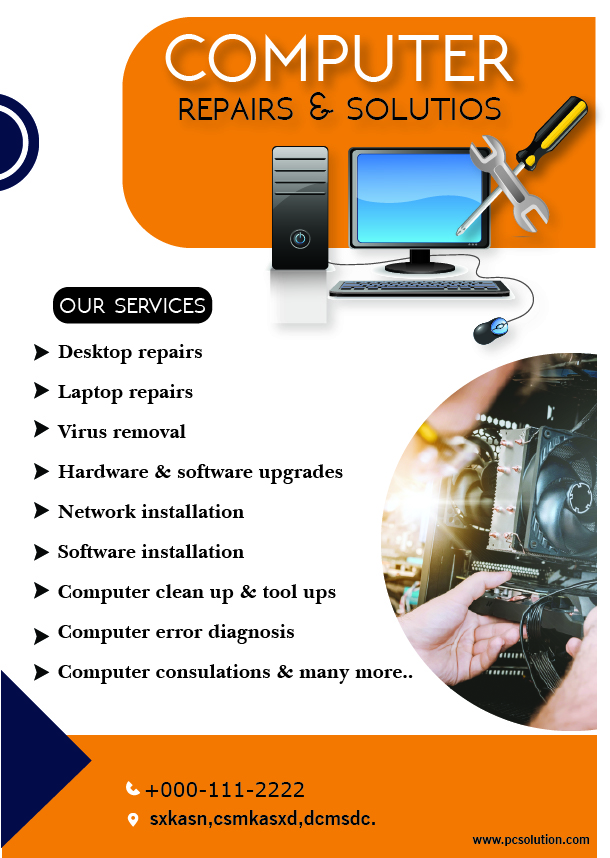 COMPUTER
REPAIRS & SOLUTIOS
OUR SERVICES
Desktop repairs
Laptop repairs
Virus removal
Hardware & software upgrades
Network installation
Software installation
Computer clean up & tool ups
Computer error diagnosis
Computer consulations & many more..
+000-111-2222
sxkasn,csmkasxd,dcmsdc.
www.pcsolution.com